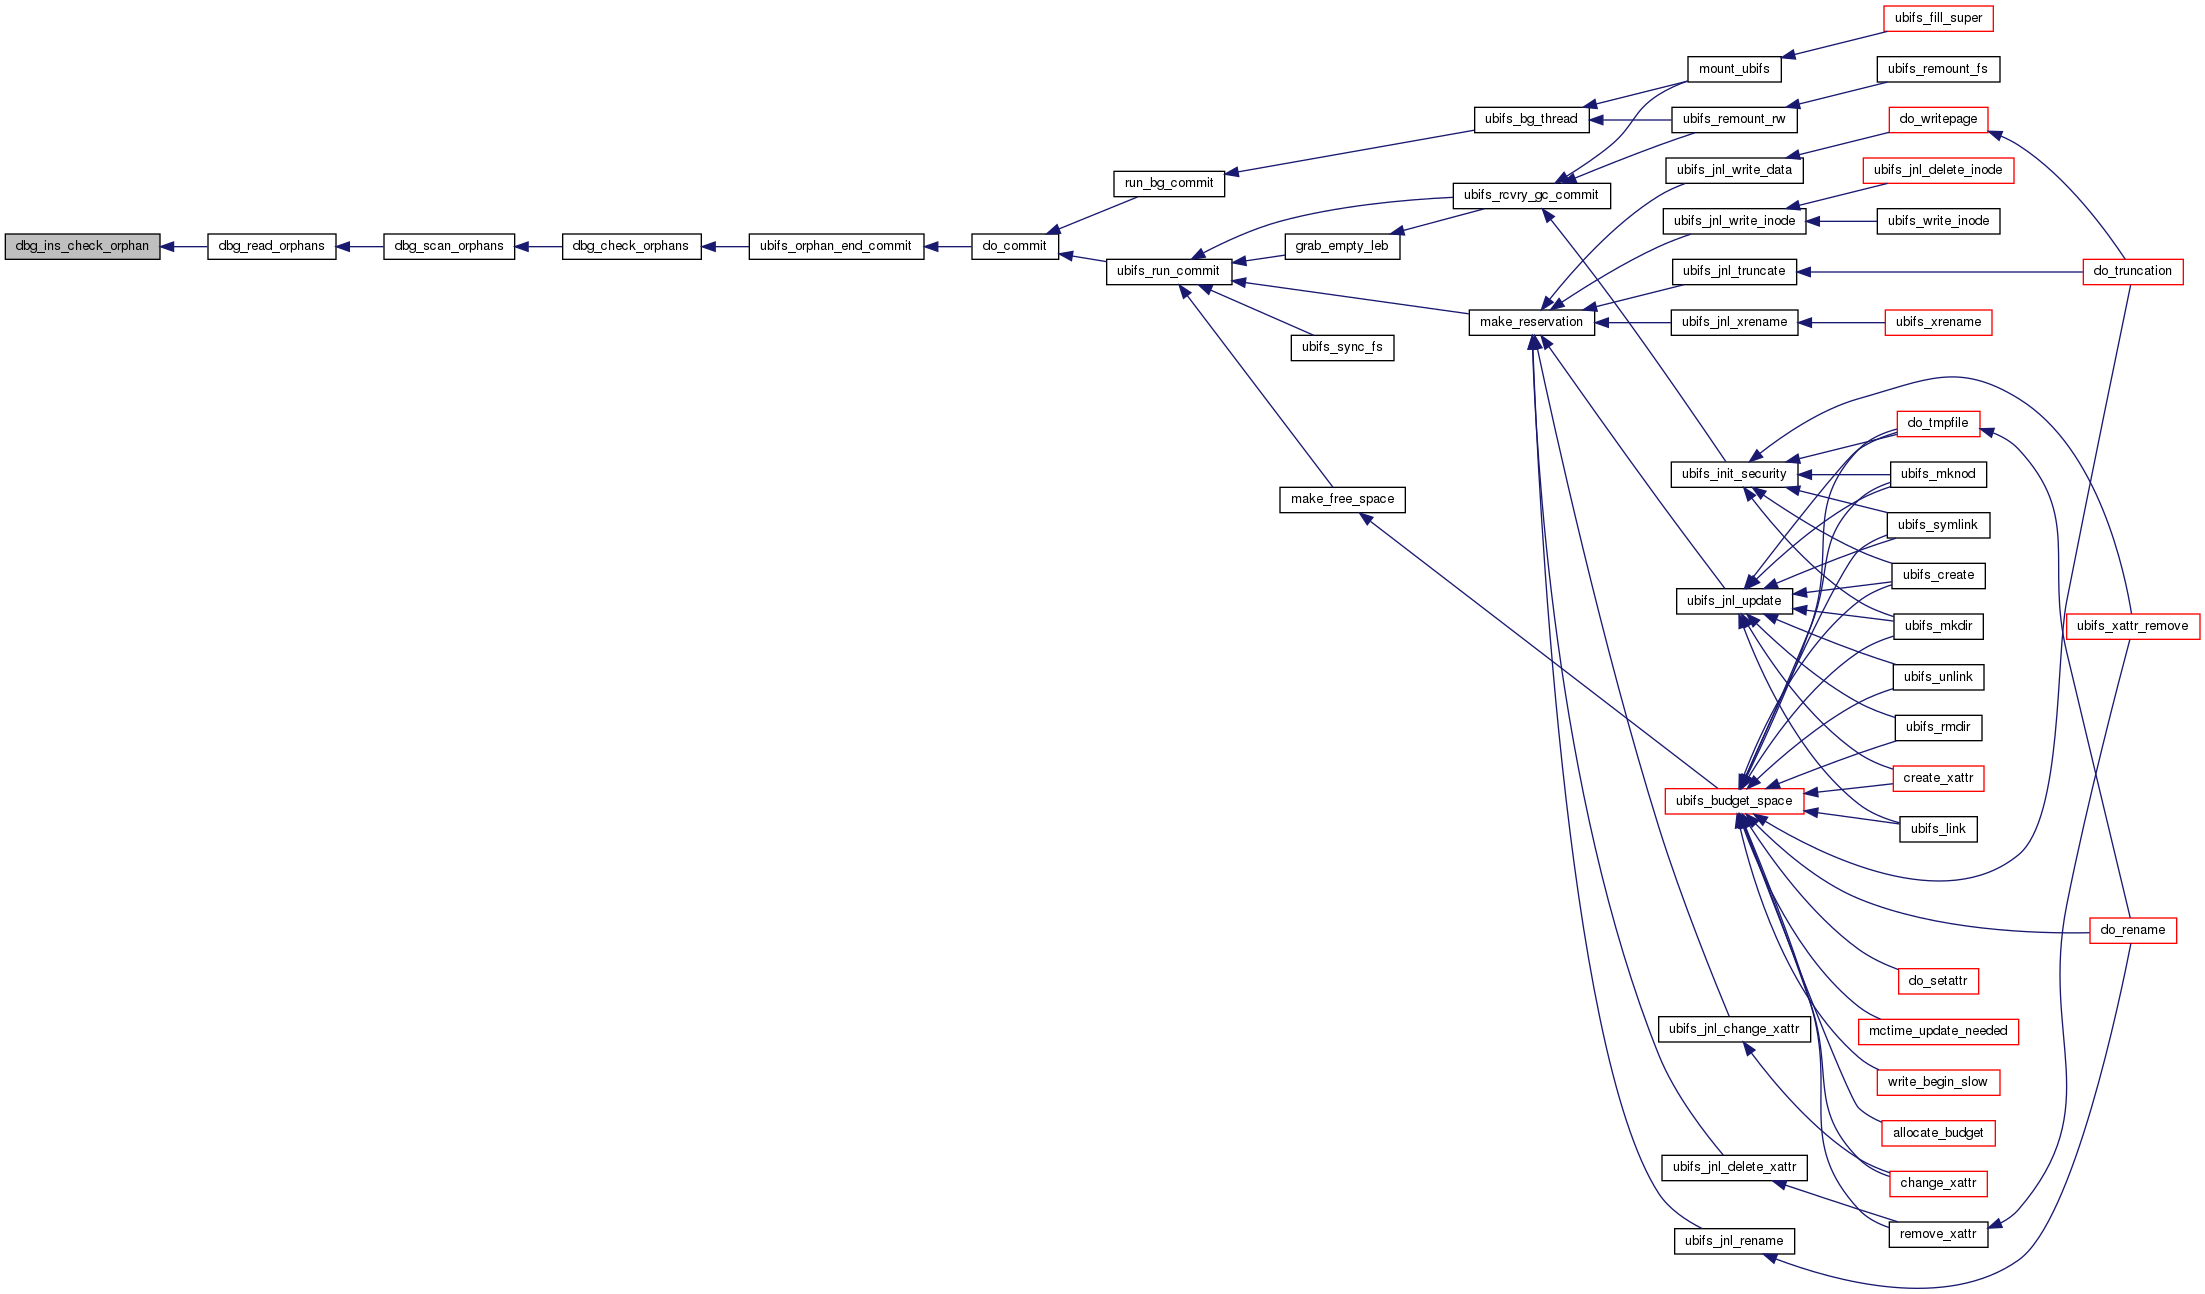 dbg_ins_check_orphan
dbg_read_orphans
dbg_scan_orphans
dbg_check_orphans
ubifs_orphan_end_commit
do_commit
run_bg_commit
ubifs_run_commit
ubifs_bg_thread
ubifs_rcvry_gc_commit
grab_empty_leb
make_reservation
ubifs_sync_fs
make_free_space
mount_ubifs
ubifs_remount_rw
ubifs_jnl_write_data
ubifs_jnl_write_inode
ubifs_jnl_truncate
ubifs_jnl_xrename
ubifs_init_security
ubifs_jnl_update
ubifs_budget_space
ubifs_jnl_change_xattr
ubifs_jnl_delete_xattr
ubifs_jnl_rename
ubifs_fill_super
ubifs_remount_fs
do_writepage
ubifs_jnl_delete_inode
ubifs_write_inode
ubifs_xrename
do_tmpfile
ubifs_mknod
ubifs_symlink
ubifs_create
ubifs_mkdir
ubifs_unlink
ubifs_rmdir
create_xattr
ubifs_link
do_setattr
mctime_update_needed
write_begin_slow
allocate_budget
change_xattr
remove_xattr
do_truncation
ubifs_xattr_remove
do_rename